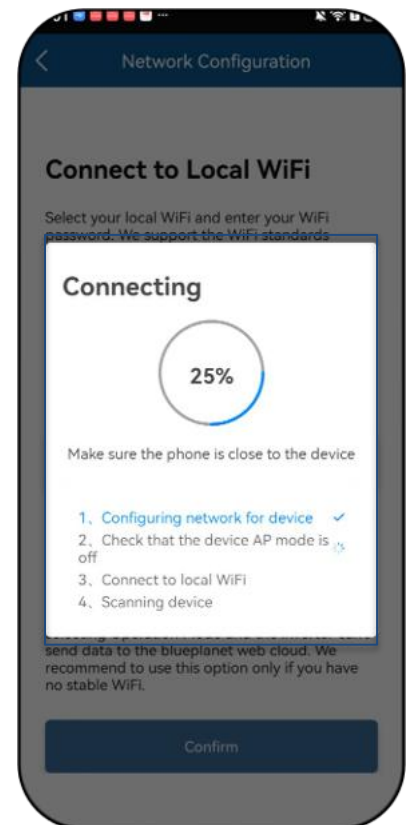 Network Configuration
Connect to Local WiFi
Select your local WiFi and enter your WiFi
password. We support the WiFi standards
Connecting
25%
Make sure the phone is close to the device
1、Configuring network for device
2、Check that the device AP mode is
off
3、Connect to local WiFi
4、Scanning device
send data to the blueplanet web cloud. We
recommend to use this option only if you have
no stable WiFi.
Confirm